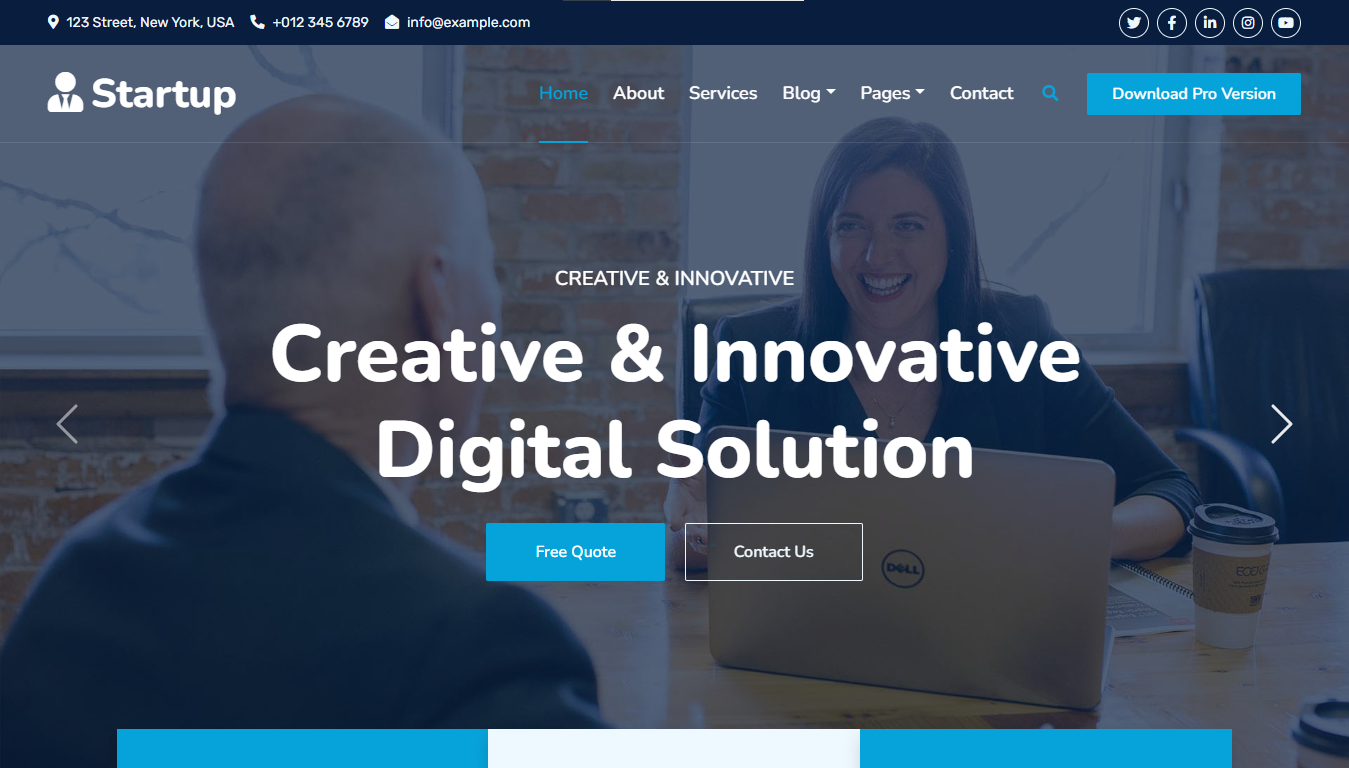 123 Street, New York, USA +012 345 6789 info@example.com
Startup
Home About Services Blog Pages Contact Download Pro Version
CREATIVE & INNOVATIVE
Creative & Innovative
Digital Solution
Free Quote Contact Us
DELL